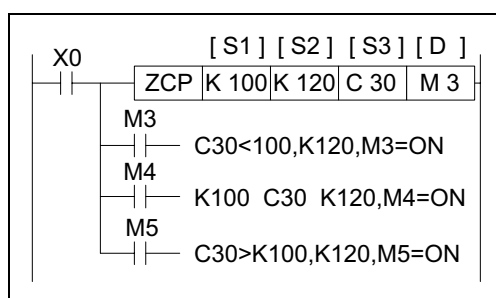 [ S1 ] [ S2 ] [ S3 ] [ D ]
X0
ZCP K 100 K 120 C 30 M 3
M3
C30<100,K120,M3=ON
M4
K100 C30 K120,M4=ON
M5
C30>K100,K120,M5=ON